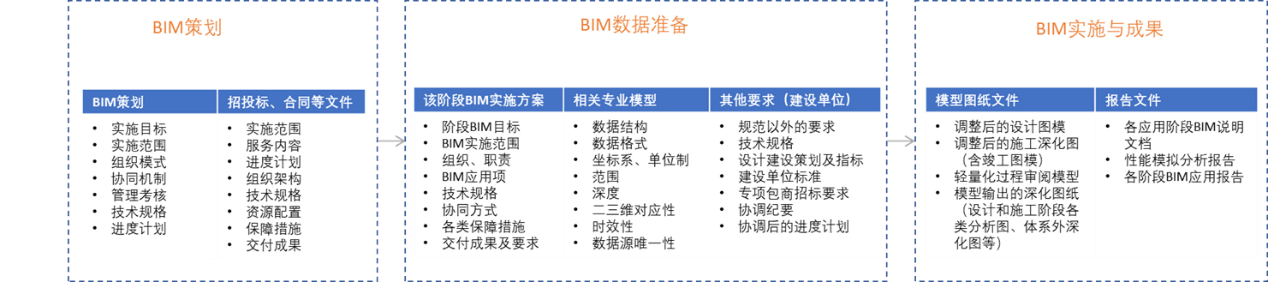 BIM策划
BIM策划
• 实施目标
• 实施范围
• 组织模式
• 协同机制
• 管理考核
• 技术规格
• 进度计划
招投标、合同等文件
• 实施范围
• 服务内容
• 进度计划
• 组织架构
• 技术规格
• 资源配置
• 保障措施
• 交付成果
BIM数据准备
该阶段BIM实施方案
• 阶段BIM目标
• BIM实施范围
• 组织、职责
• BIM应用项
• 技术规格
• 协同方式
• 各类保障措施
• 交付成果及要求
相关专业模型
• 数据结构
• 数据格式
• 坐标系、单位制
• 范围
• 深度
• 二三维对应性
• 时效性
• 数据源唯一性
其他要求（建设单位）
• 规范以外的要求
• 技术规格
• 设计建设策划及指标
• 建设单位标准
• 专项包商招标要求
• 协调纪要
• 协调后的进度计划
BIM实施与成果
模型图纸文件
• 调整后的设计图模
• 调整后的施工深化图
（含竣工图模）
• 轻量化过程审阅模型
• 模型输出的深化图纸
（设计和施工阶段各
类分析图、体系外深
化图等）
报告文件
• 各应用阶段BIM说明
文档
• 性能模拟分析报告
• 各阶段BIM应用报告